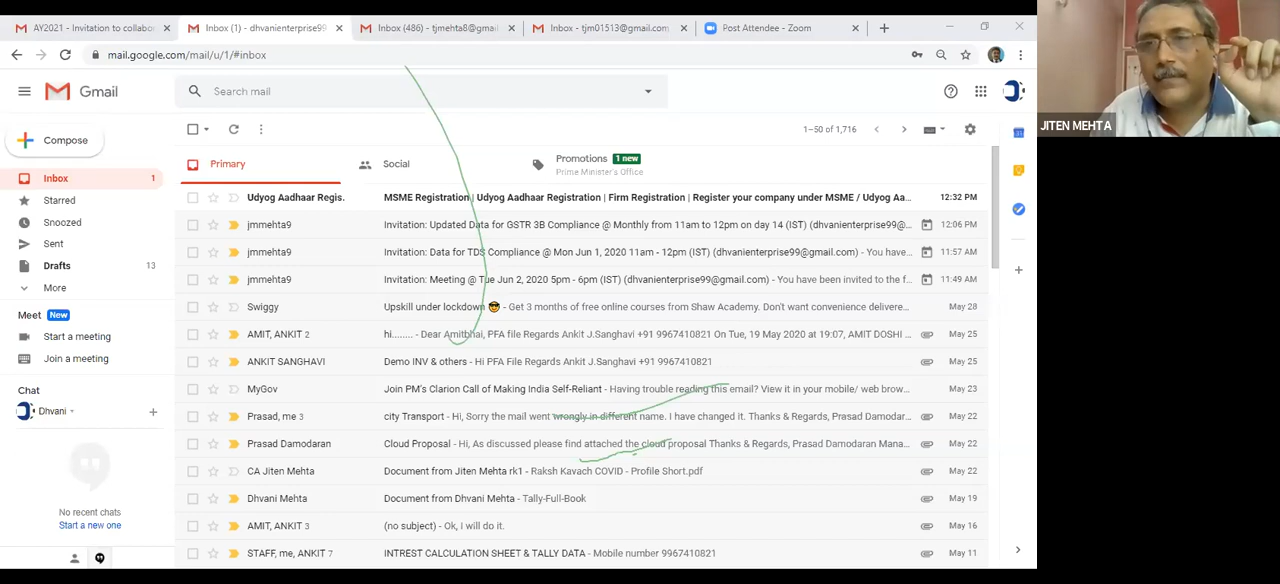 AY2021 - Invitation to collabor
Inbox (1) - dhvanienterprise99
Inbox (486) - tjmehta8@gmail
Inbox - tjm01513@gmail.com
Post Attendee - Zoom
mail.google.com/mail/u/1/#inbox
JITEN MEHTA
Gmail
Search mail
Compose
1–50 of 1,716
Primary
Social
Promotions 1 new
Prime Minister's Office
Inbox 1
Starred
Snoozed
Sent
Drafts 13
More
Meet New
Start a meeting
Join a meeting
Chat
Dhvani
No recent chats
Start a new one
Udyog Aadhaar Regis. MSME Registration | Udyog Aadhaar Registration | Firm Registration | Register your company under MSME / Udyog Aa... 12:32 PM
jmmehta9 Invitation: Updated Data for GSTR 3B Compliance @ Monthly from 11am to 12pm on day 14 (IST) (dhvanienterprise99@gmail.com) 12:06 PM
jmmehta9 Invitation: Data for TDS Compliance @ Mon Jun 1, 2020 11am - 12pm (IST) (dhvanienterprise99@gmail.com) - You have... 11:57 AM
jmmehta9 Invitation: Meeting @ Tue Jun 2, 2020 5pm - 6pm (IST) (dhvanienterprise99@gmail.com) - You have been invited to the f... 11:49 AM
Swiggy Upskill under lockdown 😎 - Get 3 months of free online courses from Shaw Academy. Don't want convenience delivere... May 28
AMIT, ANKIT 2 hi........ - Dear Amitbhai, PFA file Regards Ankit J.Sanghavi +91 9967410821 On Tue, 19 May 2020 at 19:07, AMIT DOSHI ... May 25
ANKIT SANGHAVI Demo INV & others - Hi PFA File Regards Ankit J.Sanghavi +91 9967410821 May 25
MyGov Join PM's Clarion Call of Making India Self-Reliant - Having trouble reading this email? View it in your mobile/ web brow... May 23
Prasad, me 3 city Transport - Hi, Sorry the mail went wrongly in different name. I have changed it. Thanks & Regards, Prasad Damodar... May 22
Prasad Damodaran Cloud Proposal - Hi, As discussed please find attached the cloud proposal Thanks & Regards, Prasad Damodaran Mana... May 22
CA Jiten Mehta Document from Jiten Mehta rk1 - Raksh Kavach COVID - Profile Short.pdf May 22
Dhvani Mehta Document from Dhvani Mehta - Tally-Full-Book May 19
AMIT, ANKIT 3 (no subject) - Ok, I will do it. May 16
STAFF, me, ANKIT 7 INTREST CALCULATION SHEET & TALLY DATA - Mobile number 9967410821 May 11